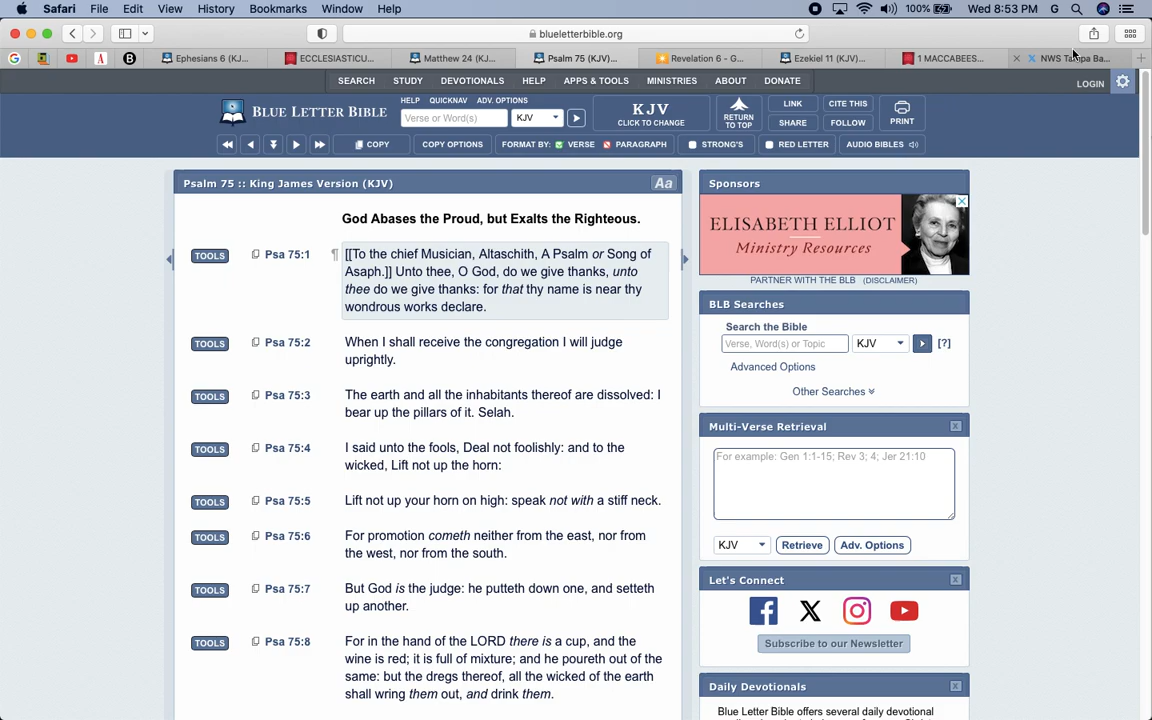 Safari File Edit View History Bookmarks Window Help 100% Wed 8:53 PM G
blueletterbible.org
Ephesians 6 (KJ... ECCLESIASTICU... Matthew 24 (KJ... Psalm 75 (KJV)... Revelation 6 - G... Ezekiel 11 (KJV)... 1 MACCABEES... NWS Tampa Ba...
SEARCH STUDY DEVOTIONALS HELP APPS & TOOLS MINISTRIES ABOUT DONATE LOGIN
BLUE LETTER BIBLE
HELP QUICKNAV ADV. OPTIONS
Verse or Word(s) KJV
KJV
CLICK TO CHANGE
RETURN
TO TOP
LINK CITE THIS
SHARE FOLLOW
PRINT
COPY COPY OPTIONS FORMAT BY: VERSE PARAGRAPH STRONG'S RED LETTER AUDIO BIBLES
Psalm 75 :: King James Version (KJV) Aa
God Abases the Proud, but Exalts the Righteous.
TOOLS Psa 75:1 ¶ [[To the chief Musician, Altaschith, A Psalm or Song of
Asaph.]] Unto thee, O God, do we give thanks, unto
thee do we give thanks: for that thy name is near thy
wondrous works declare.
TOOLS Psa 75:2 When I shall receive the congregation I will judge
uprightly.
TOOLS Psa 75:3 The earth and all the inhabitants thereof are dissolved: I
bear up the pillars of it. Selah.
TOOLS Psa 75:4 I said unto the fools, Deal not foolishly: and to the
wicked, Lift not up the horn:
TOOLS Psa 75:5 Lift not up your horn on high: speak not with a stiff neck.
TOOLS Psa 75:6 For promotion cometh neither from the east, nor from
the west, nor from the south.
TOOLS Psa 75:7 But God is the judge: he putteth down one, and setteth
up another.
TOOLS Psa 75:8 For in the hand of the LORD there is a cup, and the
wine is red; it is full of mixture; and he poureth out of the
same: but the dregs thereof, all the wicked of the earth
shall wring them out, and drink them.
Sponsors
ELISABETH ELLIOT
Ministry Resources
PARTNER WITH THE BLB (DISCLAIMER)
BLB Searches
Search the Bible
Verse, Word(s) or Topic KJV [?]
Advanced Options
Other Searches
Multi-Verse Retrieval
For example: Gen 1:1-15; Rev 3; 4; Jer 21:10
KJV Retrieve Adv. Options
Let's Connect
Subscribe to our Newsletter
Daily Devotionals
Blue Letter Bible offers several daily devotional